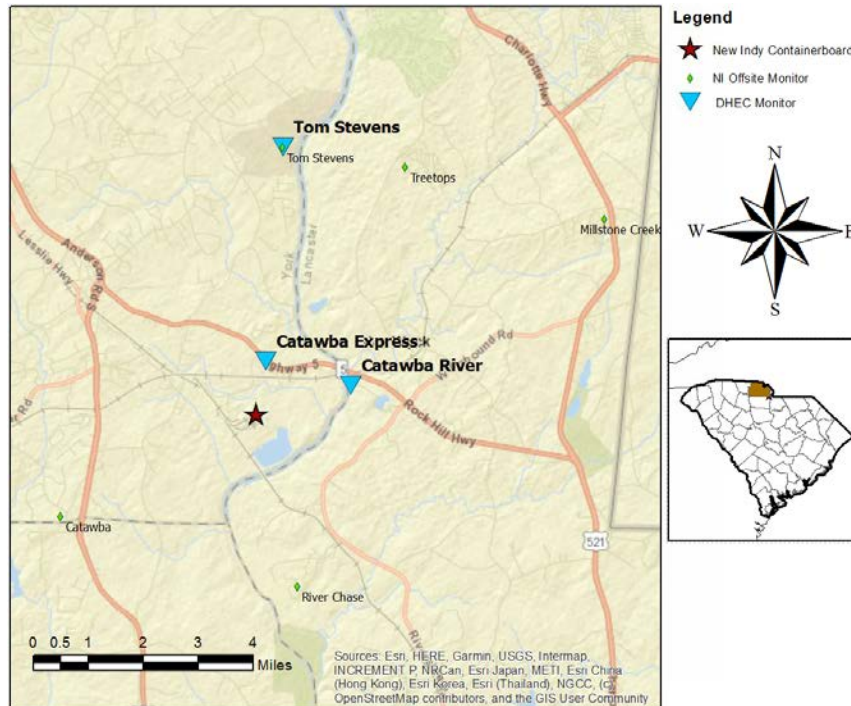 Legend
New Indy Containerboard
NI Offsite Monitor
DHEC Monitor
Charlotte Hwy
Tom Stevens
Tom Stevens
Treetops
Millstone Creek
York
Lancaster
Lesslie Hwy
Anderson Rd S
Catawba Express
Highway 5
5
Catawba River
Rock Hill Hwy
Catawba
521
River Chase
0 0.5 1 2 3 4
Miles
Sources: Esri, HERE, Garmin, USGS, Intermap,
INCREMENT P, NRCan, Esri Japan, METI, Esri China
(Hong Kong), Esri Korea, Esri (Thailand), NGCC, (c)
OpenStreetMap contributors, and the GIS User Community
N
W
E
S